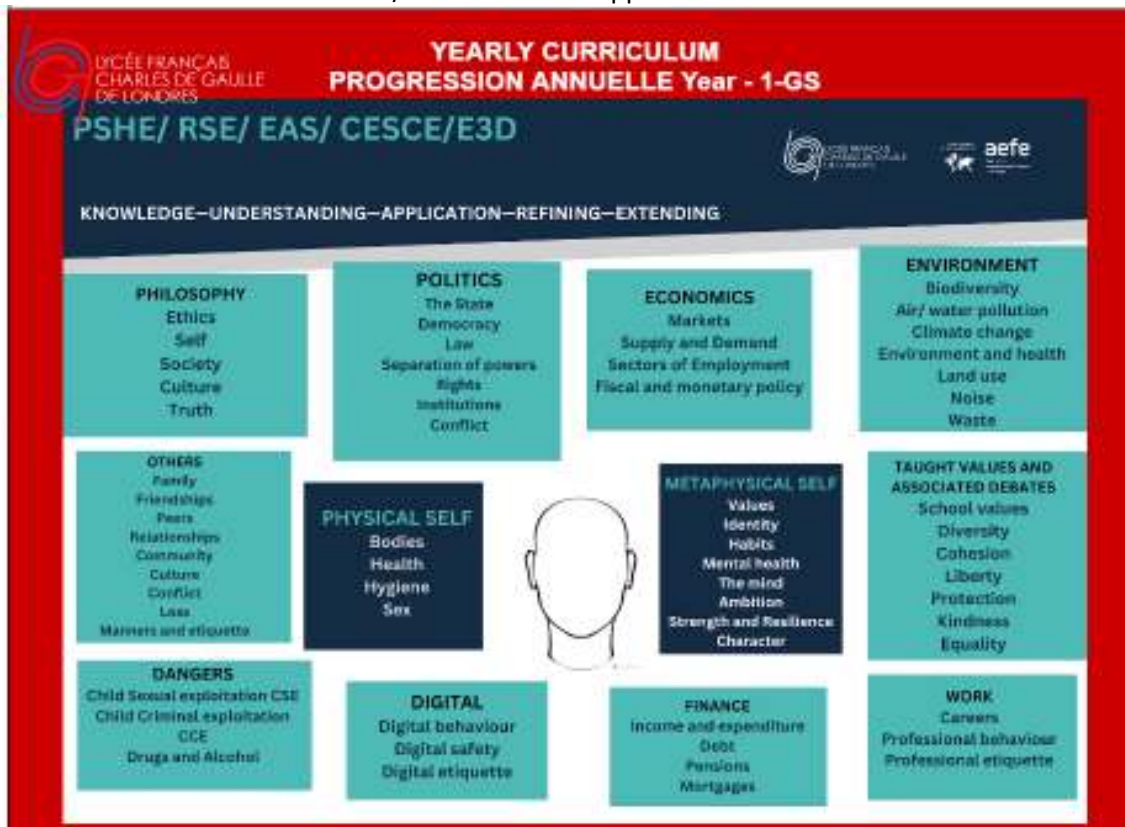 LYCÉE FRANÇAIS
CHARLES DE GAULLE
DE LONDRES
YEARLY CURRICULUM
PROGRESSION ANNUELLE Year - 1-GS
PSHE/ RSE/ EAS/ CESCE/E3D
LYCÉE FRANÇAIS
CHARLES DE GAULLE
DE LONDRES
aefe
KNOWLEDGE—UNDERSTANDING—APPLICATION—REFINING—EXTENDING
PHILOSOPHY
Ethics
Self
Society
Culture
Truth
POLITICS
The State
Democracy
Law
Separation of powers
Rights
Institutions
Conflict
ECONOMICS
Markets
Supply and Demand
Sectors of Employment
Fiscal and monetary policy
ENVIRONMENT
Biodiversity
Air/ water pollution
Climate change
Environment and health
Land use
Noise
Waste
OTHERS
Family
Friendships
Peers
Relationships
Community
Culture
Conflict
Loss
Manners and etiquette
PHYSICAL SELF
Bodies
Health
Hygiene
Sex
METAPHYSICAL SELF
Values
Identity
Habits
Mental health
The mind
Ambition
Strength and Resilience
Character
TAUGHT VALUES AND
ASSOCIATED DEBATES
School values
Diversity
Cohesion
Liberty
Protection
Kindness
Equality
DANGERS
Child Sexual exploitation CSE
Child Criminal exploitation
CCE
Drugs and Alcohol
DIGITAL
Digital behaviour
Digital safety
Digital etiquette
FINANCE
Income and expenditure
Debt
Pensions
Mortgages
WORK
Careers
Professional behaviour
Professional etiquette